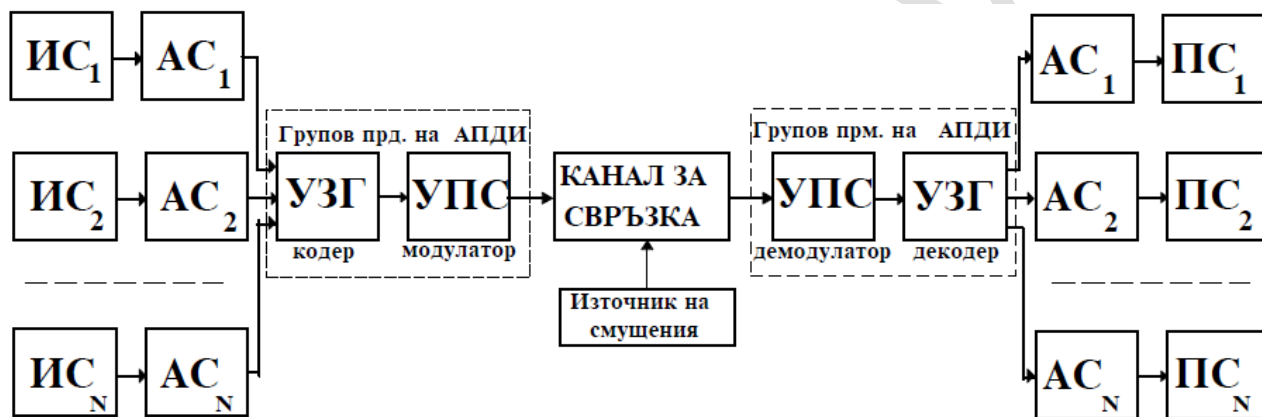 ИС1 АС1 АС1 ПС1
Групов прд. на АПДИ Групов прм. на АПДИ
ИС2 АС2 УЗГ УПС КАНАЛ ЗА СВРЪЗКА УПС УЗГ АС2 ПС2
кодер модулатор демодулатор декодер
Източник на
смущения
ИСN АСN АСN ПСN